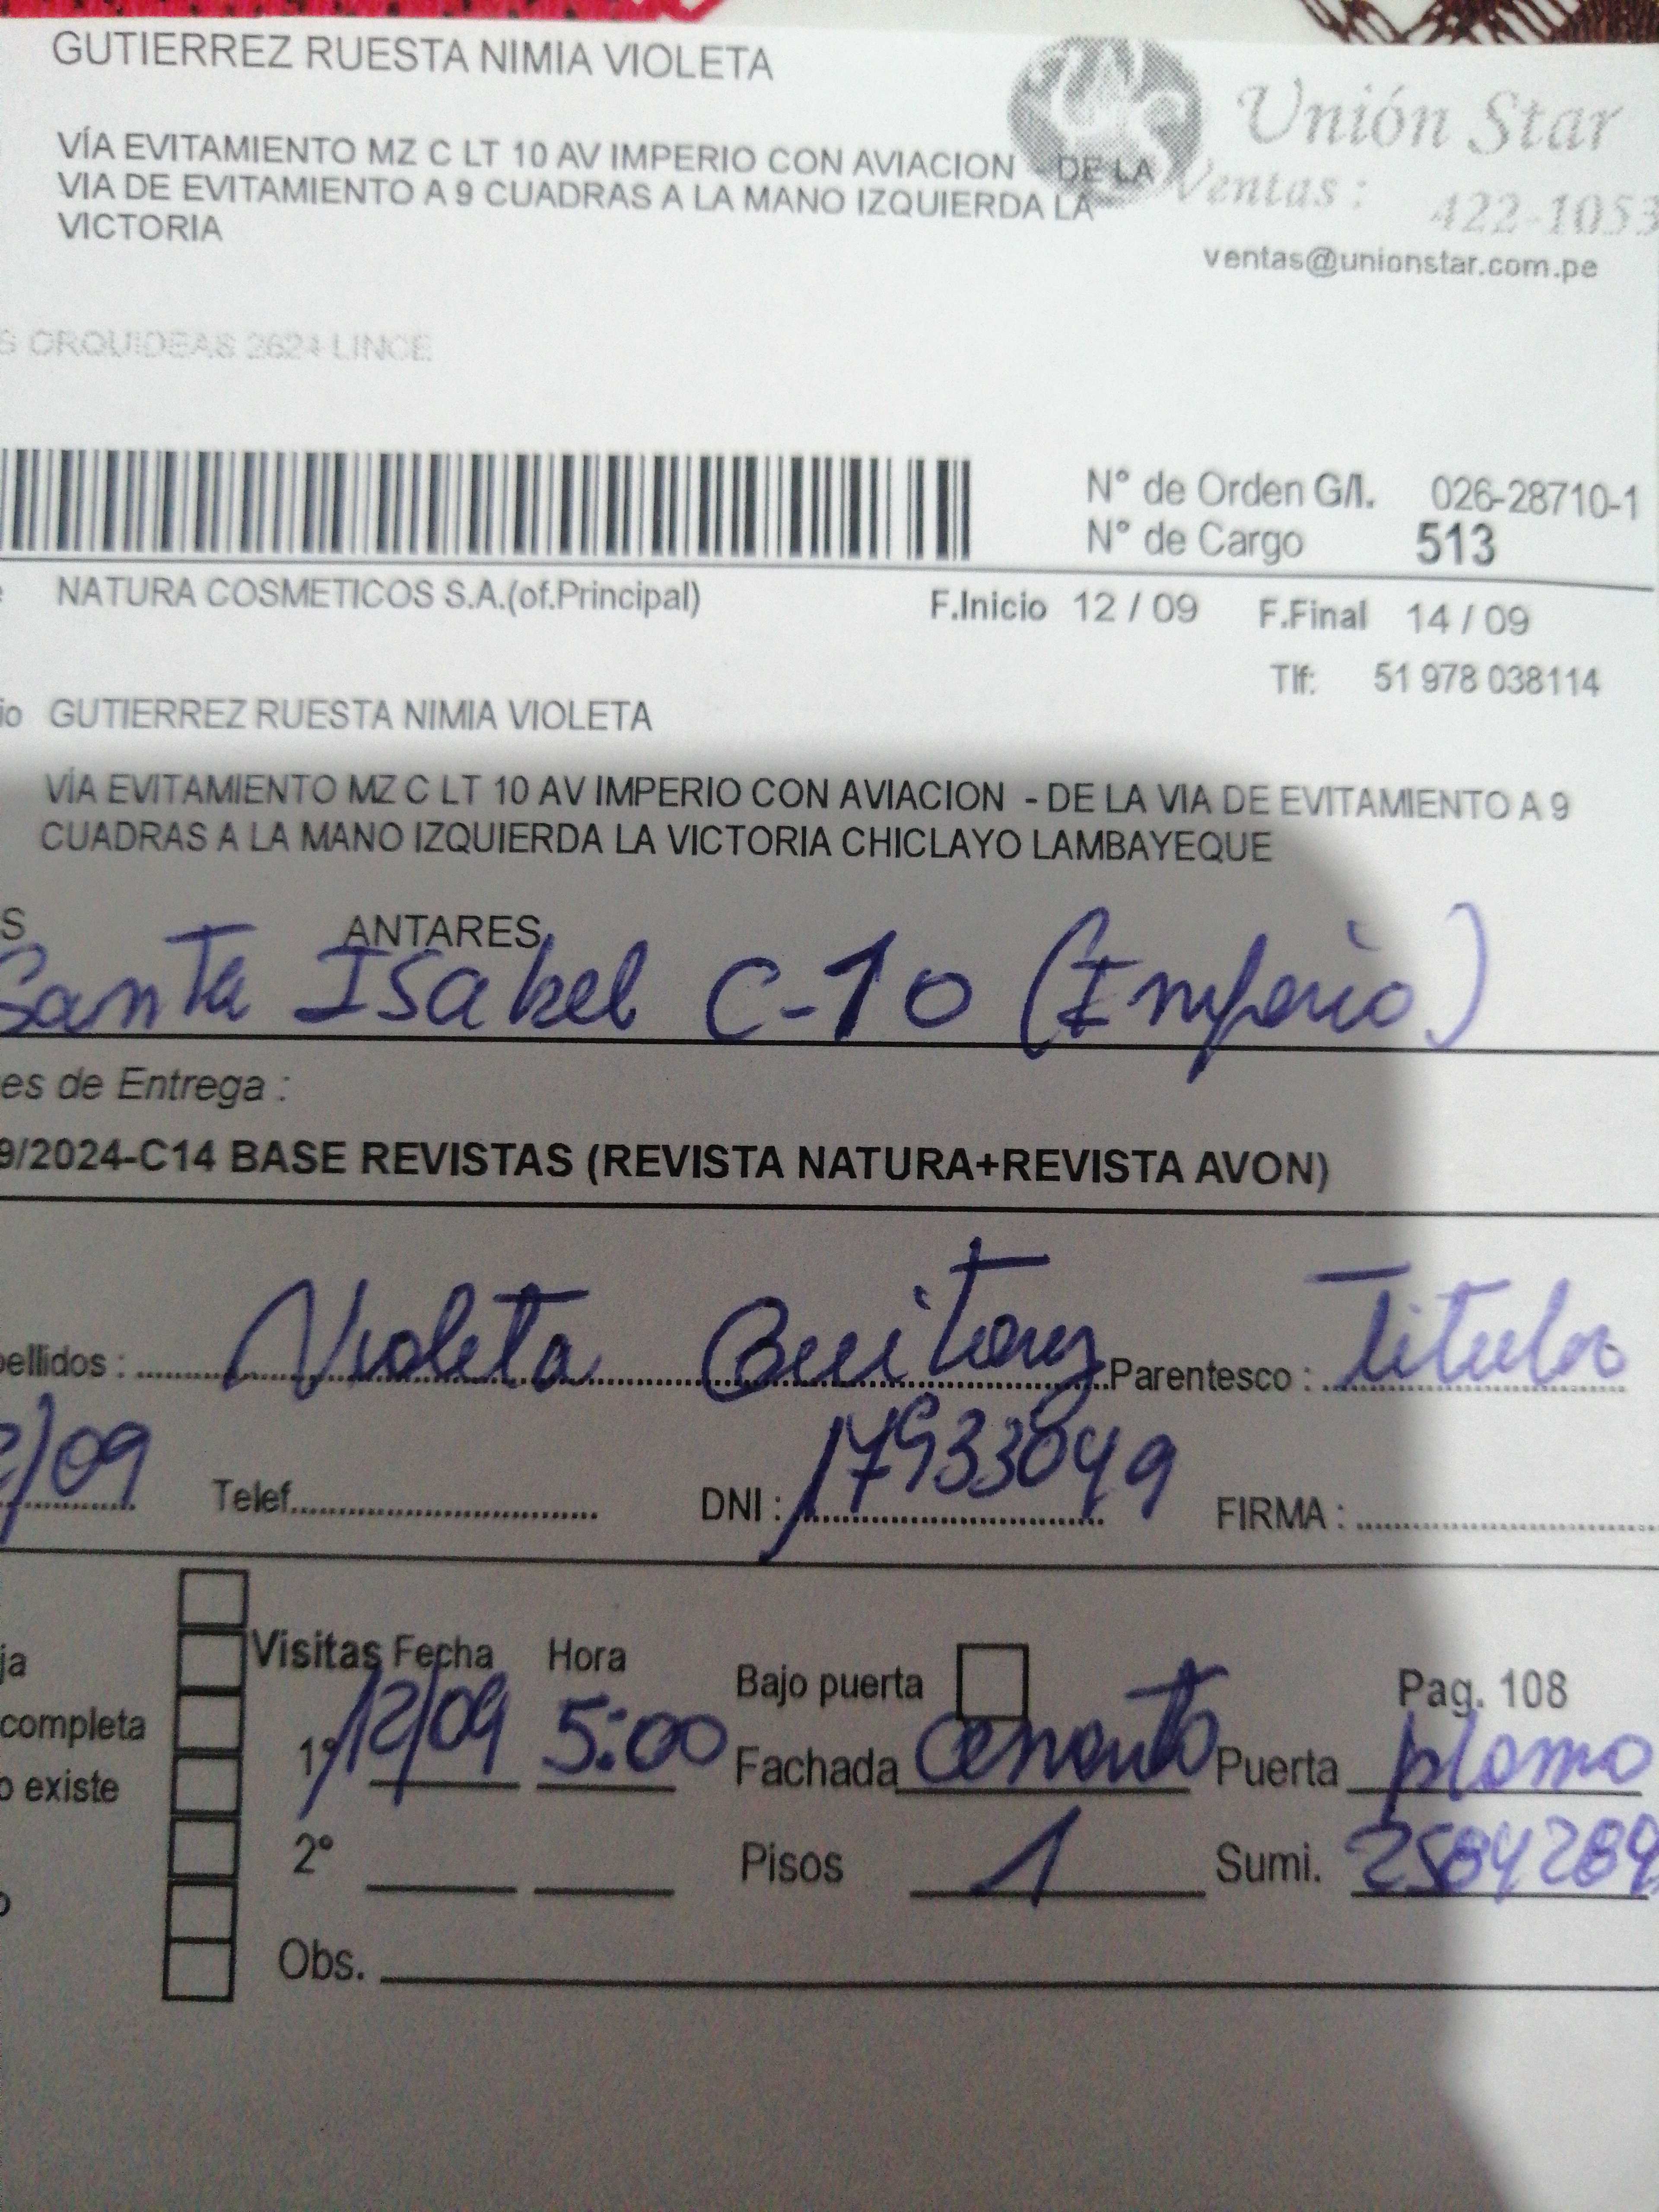 GUTIERREZ RUESTA NIMIA VIOLETA
Unión Star
VÍA EVITAMIENTO MZ C LT 10 AV IMPERIO CON AVIACION - DE LA
VIA DE EVITAMIENTO A 9 CUADRAS A LA MANO IZQUIERDA LA
VICTORIA
Ventas : 422-1053
ventas@unionstar.com.pe
S ORQUIDEAS 2624 LINCE
N° de Orden G/I. 026-28710-1
N° de Cargo 513
NATURA COSMETICOS S.A.(of.Principal) F.Inicio 12 / 09 F.Final 14 / 09
Tlf: 51 978 038114
io GUTIERREZ RUESTA NIMIA VIOLETA
VÍA EVITAMIENTO MZ C LT 10 AV IMPERIO CON AVIACION - DE LA VIA DE EVITAMIENTO A 9
CUADRAS A LA MANO IZQUIERDA LA VICTORIA CHICLAYO LAMBAYEQUE
S ANTARES
Santa Isabel C-10 (Imperio)
es de Entrega :
9/2024-C14 BASE REVISTAS (REVISTA NATURA+REVISTA AVON)
ellidos : Violeta Parentesco : Titular
/09 Telef. DNI : 17933049 FIRMA :
Visitas Fecha Hora
ja Bajo puerta Pag. 108
completa 1° 12/09 5:00 Fachada Cemento Puerta plomo
o existe
2° Pisos 1 Sumi.
o
Obs.